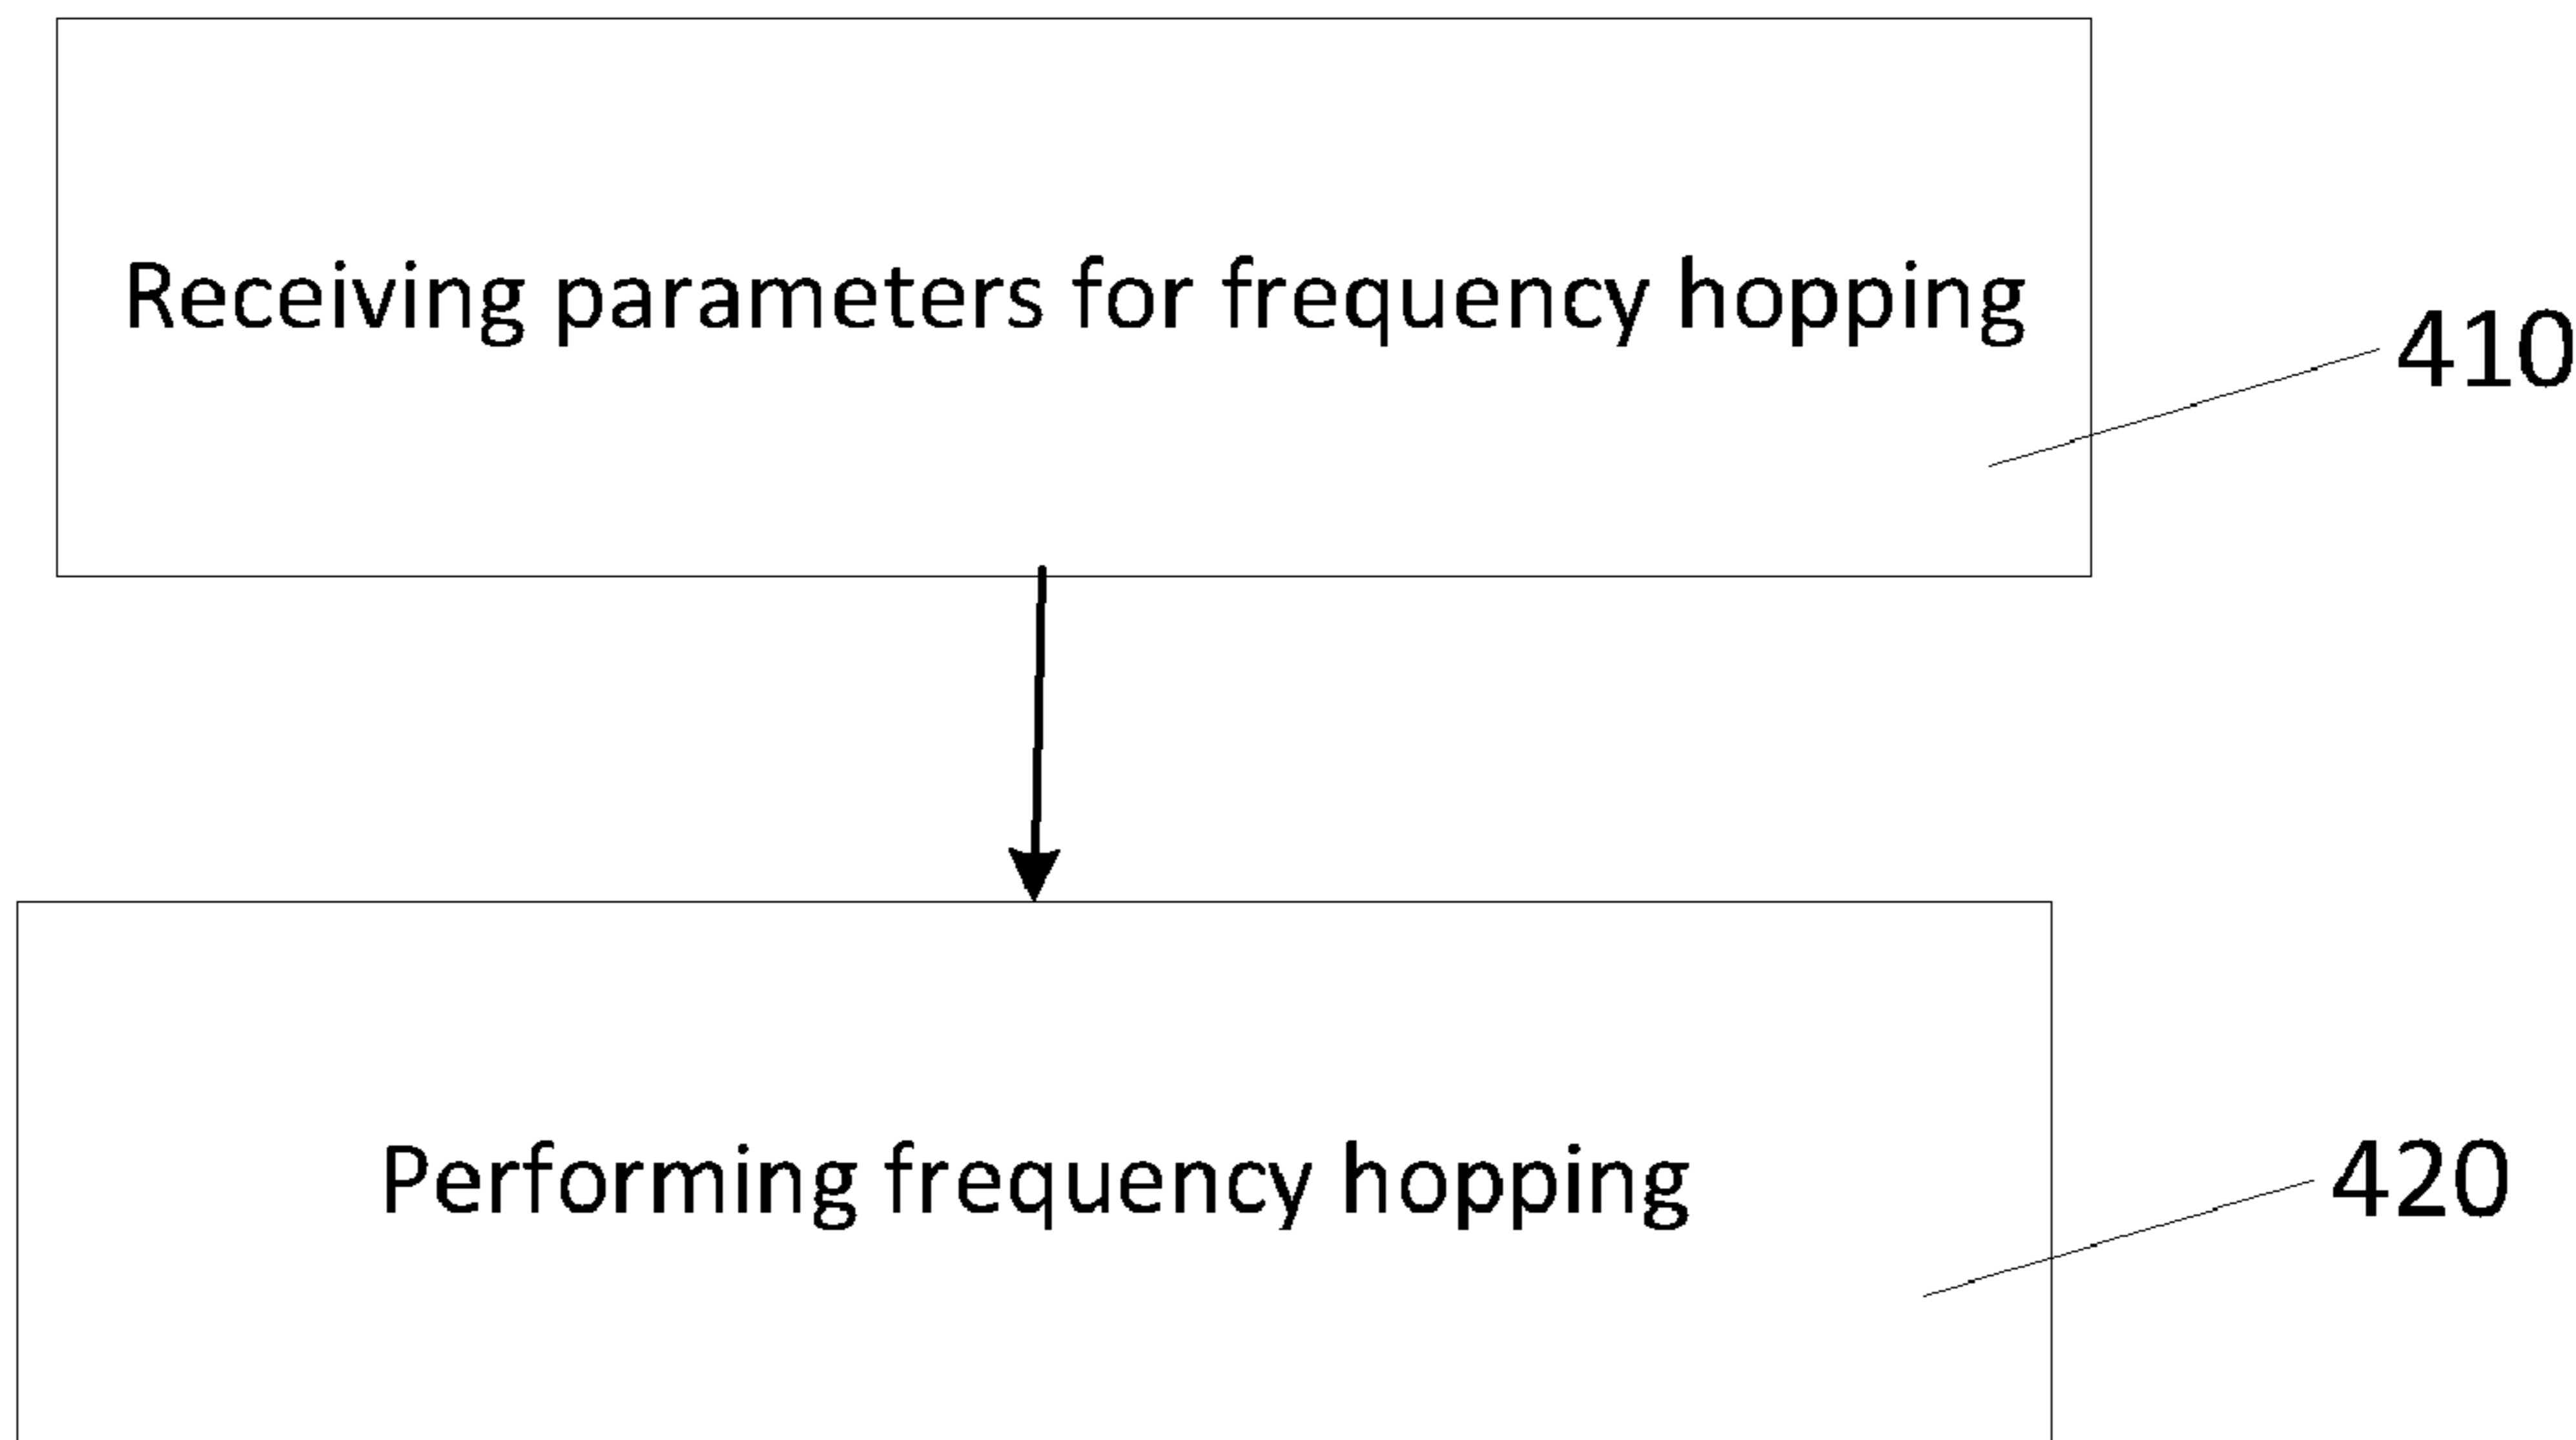 Receiving parameters for frequency hopping
410
Performing frequency hopping
420